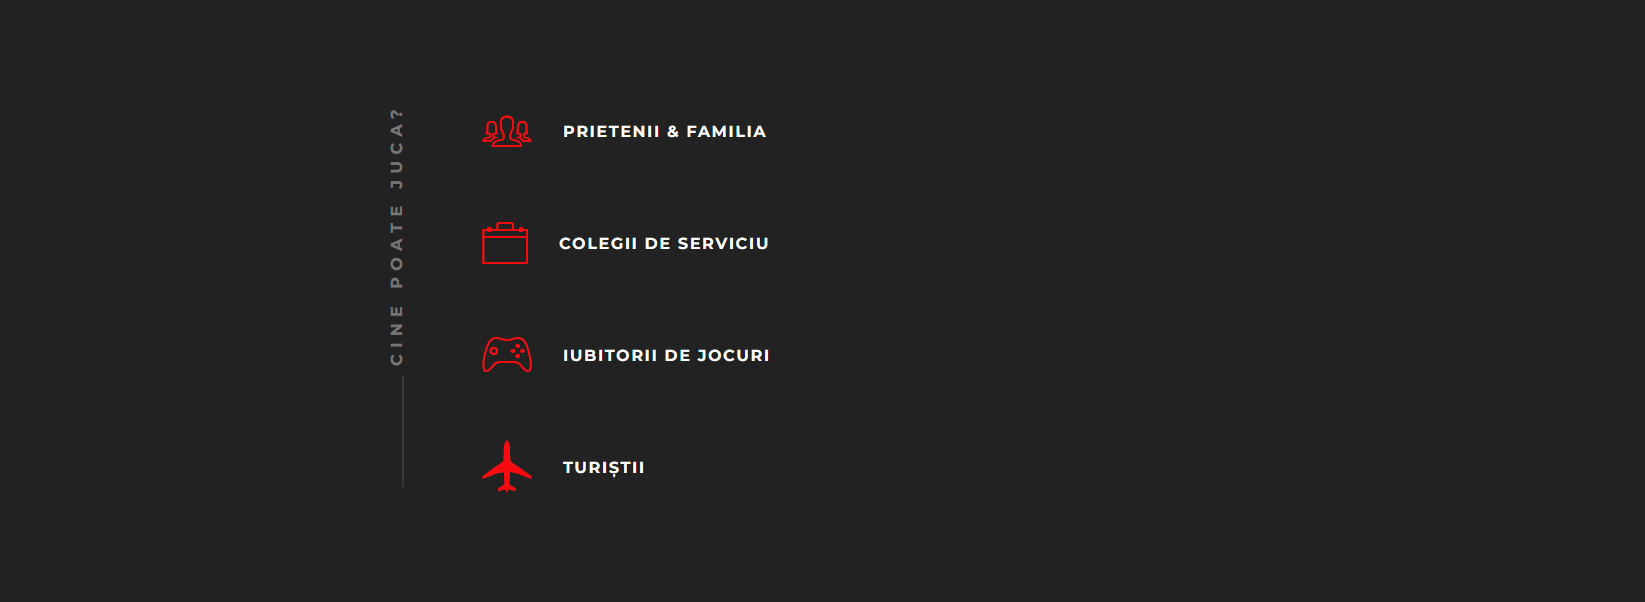 CINE POATE JUCA?
PRIETENII & FAMILIA
COLEGII DE SERVICIU
IUBITORII DE JOCURI
TURIȘTII